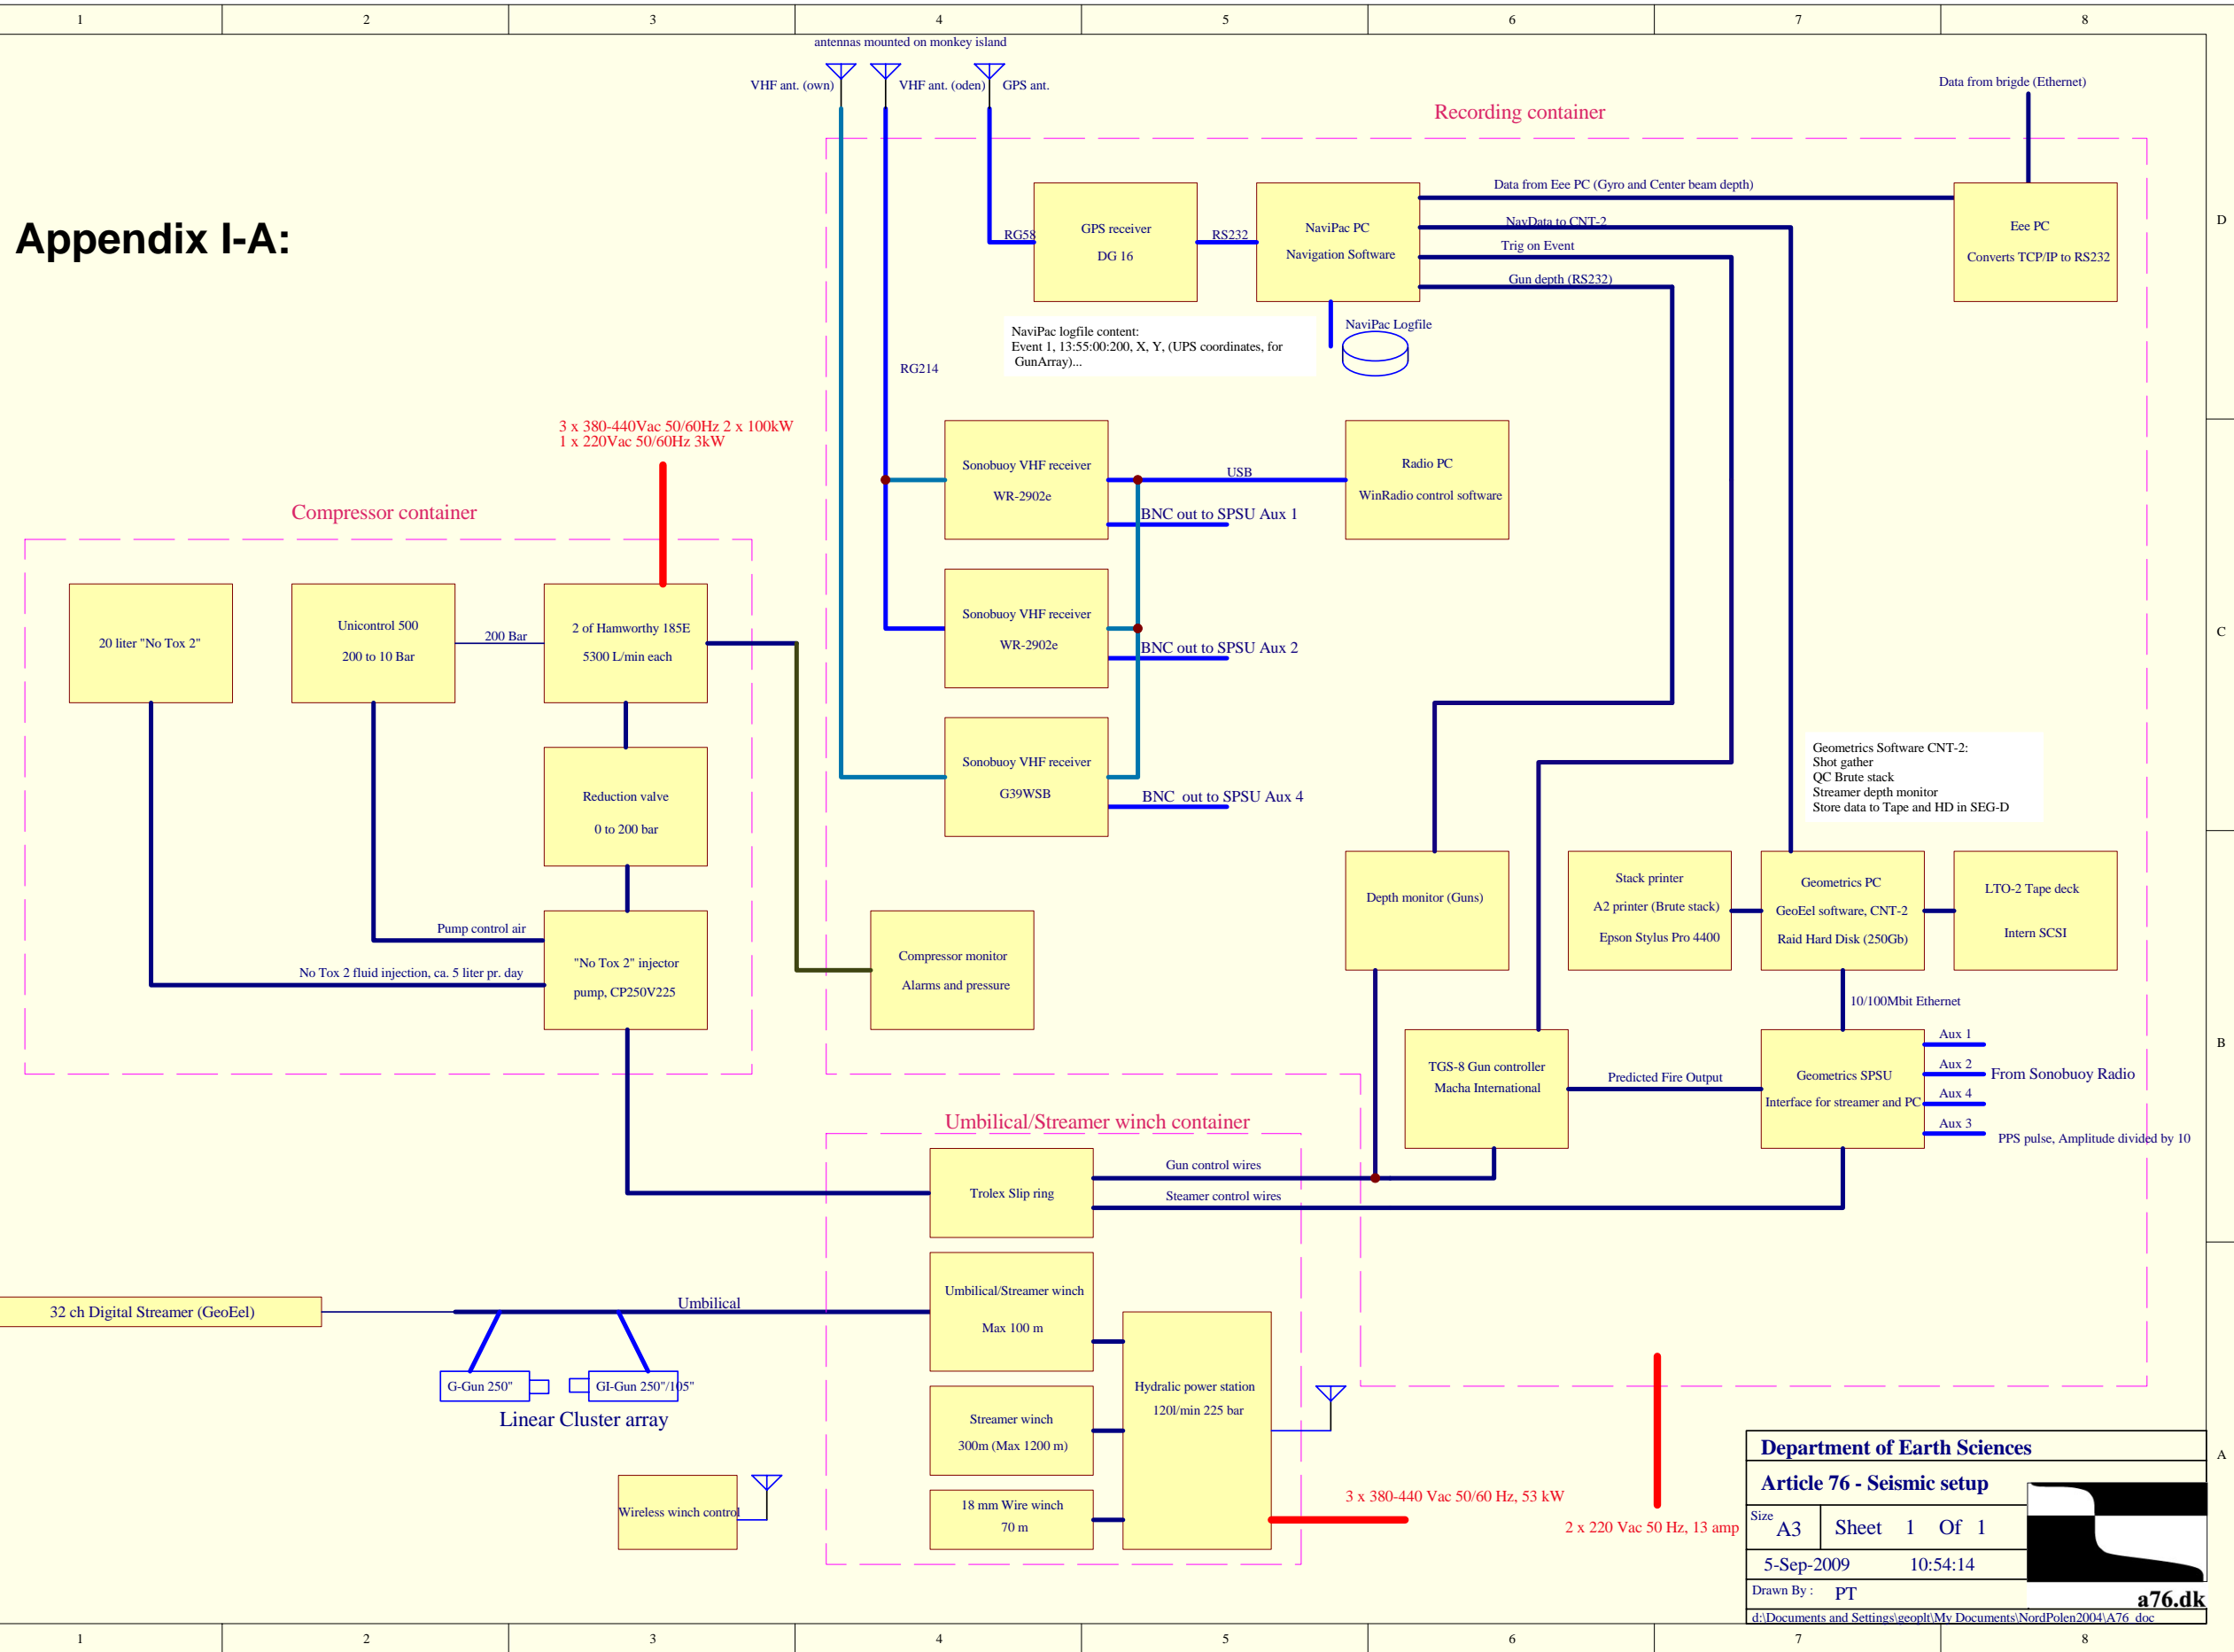 1 2 3 4 5 6 7 8
antennas mounted on monkey island
VHF ant. (own)
VHF ant. (oden)
GPS ant.
Data from brigde (Ethernet)
Recording container
Appendix I-A:
RG58
GPS receiver
DG 16
RS232
NaviPac PC
Navigation Software
Data from Eee PC (Gyro and Center beam depth)
NavData to CNT-2
Trig on Event
Gun depth (RS232)
Eee PC
Converts TCP/IP to RS232
D
NaviPac logfile content:
Event 1, 13:55:00:200, X, Y, (UPS coordinates, for
GunArray)...
NaviPac Logfile
RG214
3 x 380-440Vac 50/60Hz 2 x 100kW
1 x 220Vac 50/60Hz 3kW
Sonobuoy VHF receiver
WR-2902e
USB
BNC out to SPSU Aux 1
Radio PC
WinRadio control software
Compressor container
20 liter "No Tox 2"
Unicontrol 500
200 to 10 Bar
200 Bar
2 of Hamworthy 185E
5300 L/min each
Sonobuoy VHF receiver
WR-2902e
BNC out to SPSU Aux 2
C
Sonobuoy VHF receiver
G39WSB
BNC  out to SPSU Aux 4
Reduction valve
0 to 200 bar
Geometrics Software CNT-2:
Shot gather
QC Brute stack
Streamer depth monitor
Store data to Tape and HD in SEG-D
Pump control air
No Tox 2 fluid injection, ca. 5 liter pr. day
"No Tox 2" injector
pump, CP250V225
Compressor monitor
Alarms and pressure
Depth monitor (Guns)
Stack printer
A2 printer (Brute stack)
Epson Stylus Pro 4400
Geometrics PC
GeoEel software, CNT-2
Raid Hard Disk (250Gb)
LTO-2 Tape deck
Intern SCSI
10/100Mbit Ethernet
TGS-8 Gun controller
Macha International
Predicted Fire Output
Geometrics SPSU
Interface for streamer and PC
Aux 1
Aux 2
From Sonobuoy Radio
Aux 4
Aux 3
PPS pulse, Amplitude divided by 10
B
Umbilical/Streamer winch container
Trolex Slip ring
Gun control wires
Steamer control wires
32 ch Digital Streamer (GeoEel)
Umbilical
Umbilical/Streamer winch
Max 100 m
G-Gun 250"
GI-Gun 250"/105"
Linear Cluster array
Hydralic power station
120l/min 225 bar
Streamer winch
300m (Max 1200 m)
18 mm Wire winch
70 m
Wireless winch control
3 x 380-440 Vac 50/60 Hz, 53 kW
2 x 220 Vac 50 Hz, 13 amp
A
Department of Earth Sciences
Article 76 - Seismic setup
Size A3
Sheet 1 Of 1
5-Sep-2009 10:54:14
Drawn By : PT
a76.dk
d:\Documents and Settings\geoplt\My Documents\NordPolen2004\A76 doc
1 2 3 4 5 6 7 8